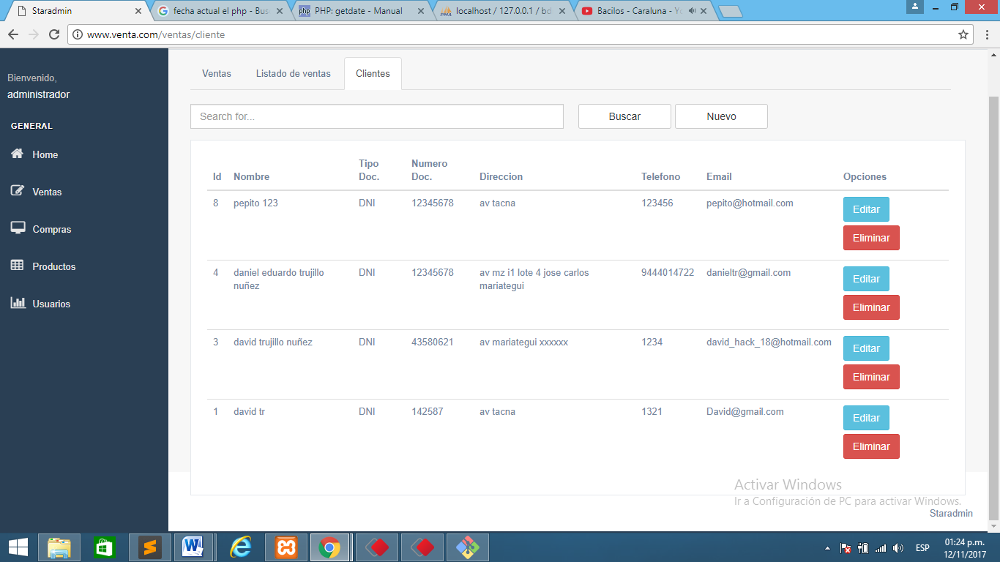 Staradmin
fecha actual el php - Bus
PHP: getdate - Manual
localhost / 127.0.0.1 / bd
Bacilos - Caraluna - Yo
www.venta.com/ventas/cliente
Bienvenido,
administrador
GENERAL
Home
Ventas
Compras
Productos
Usuarios
Ventas Listado de ventas Clientes
Search for... Buscar Nuevo
Id Nombre Tipo Doc. Numero Doc. Direccion Telefono Email Opciones
8 pepito 123 DNI 12345678 av tacna 123456 pepito@hotmail.com Editar
Eliminar
4 daniel eduardo trujillo DNI 12345678 av mz i1 lote 4 jose carlos 9444014722 danieltr@gmail.com Editar
nuñez mariategui
Eliminar
3 david trujillo nuñez DNI 43580621 av mariategui xxxxxx 1234 david_hack_18@hotmail.com Editar
Eliminar
1 david tr DNI 142587 av tacna 1321 David@gmail.com Editar
Eliminar
Activar Windows
Ir a Configuración de PC para activar Windows.
Staradmin
ESP
01:24 p.m.
12/11/2017